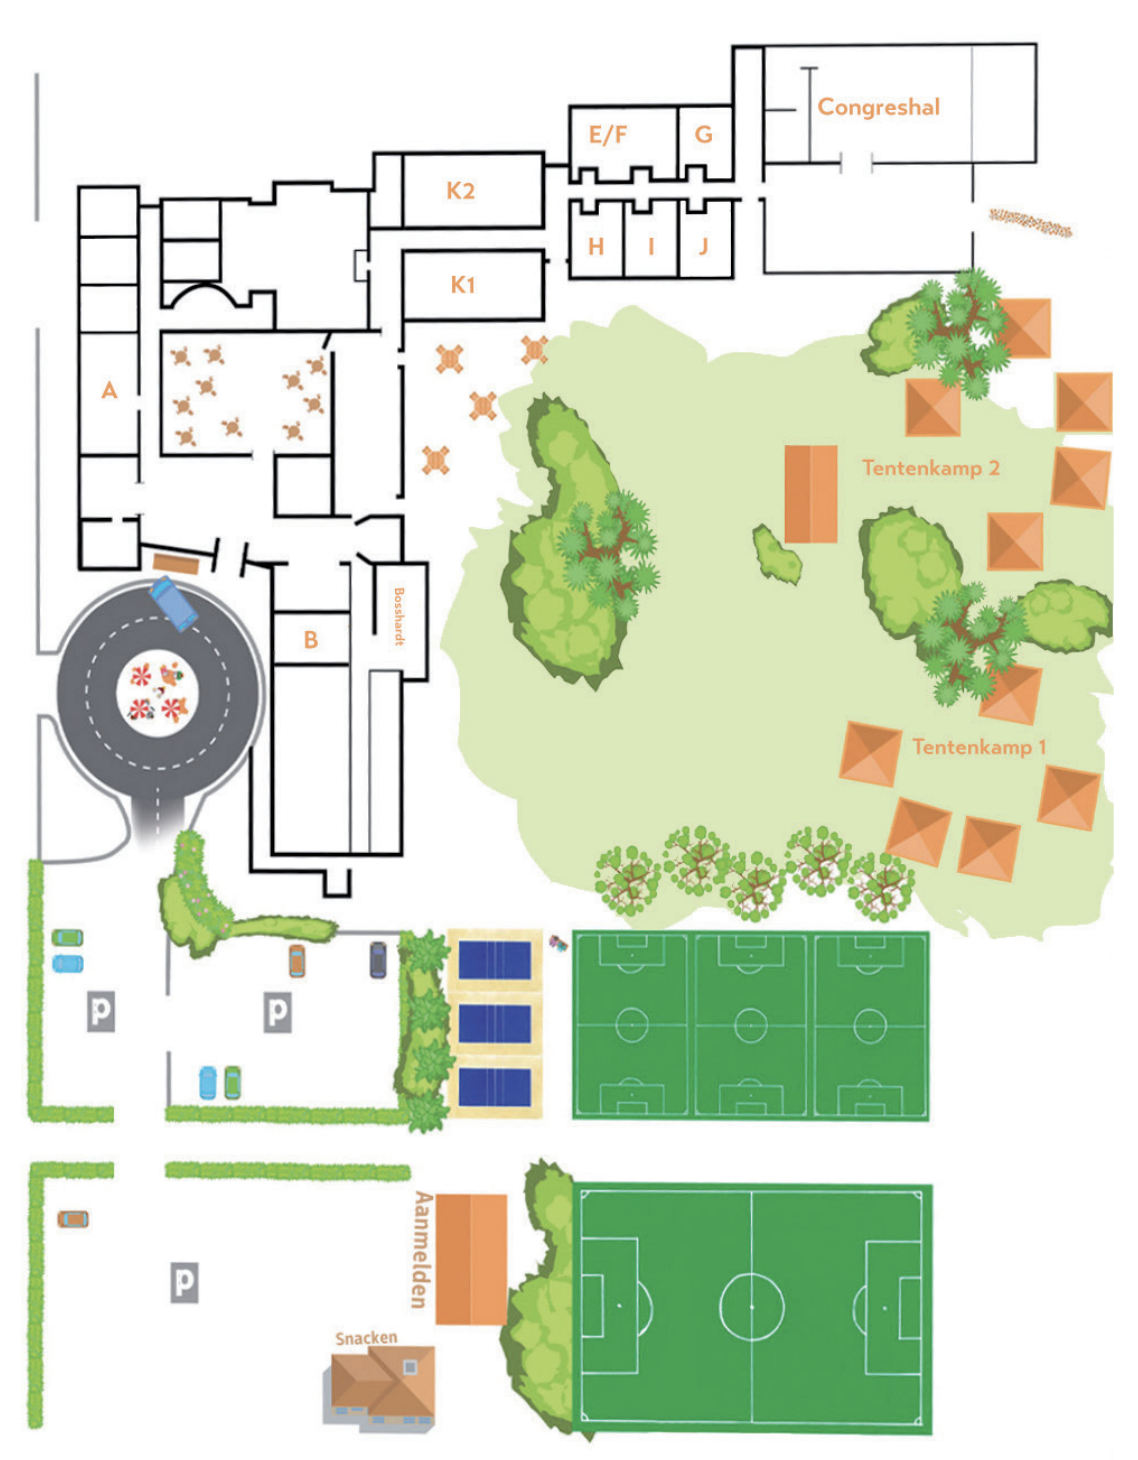 Congreshal
E/F
G
K2
H
I
J
K1
A
Tentenkamp 2
Bosshardt
B
Tentenkamp 1
P
P
Aanmelden
P
Snacken